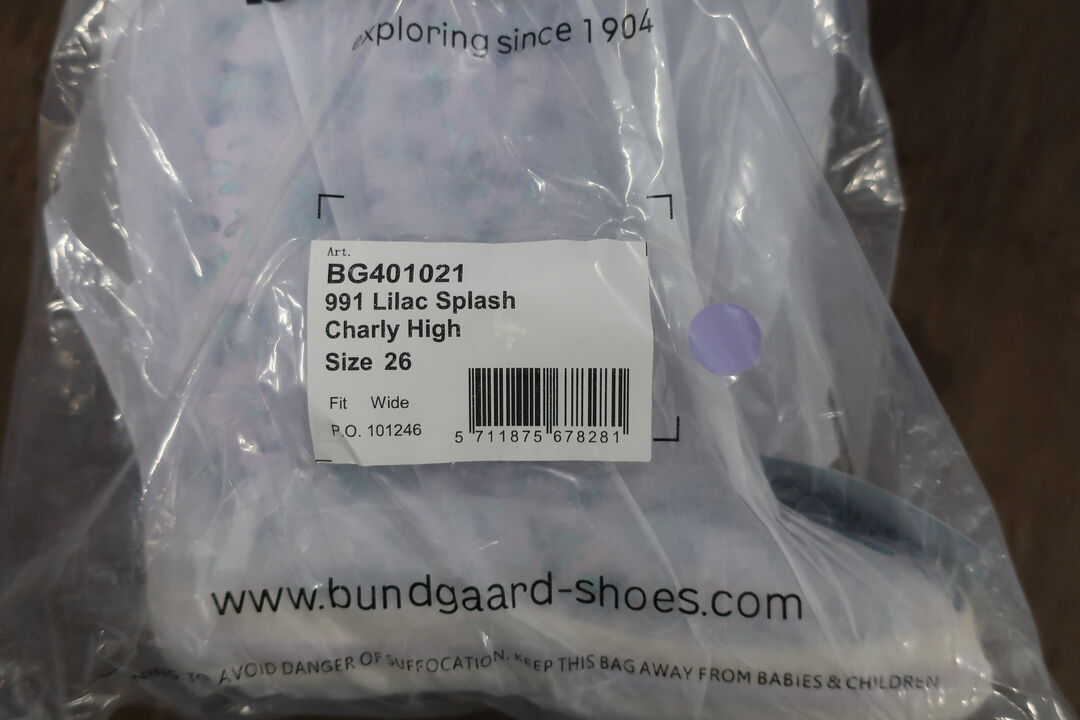 exploring since 1904
Art.
BG401021
991 Lilac Splash
Charly High
Size 26
Fit Wide
P.O. 101246
5 711875 678281
www.bundgaard-shoes.com
TO AVOID DANGER OF SUFFOCATION, KEEP THIS BAG AWAY FROM BABIES & CHILDREN